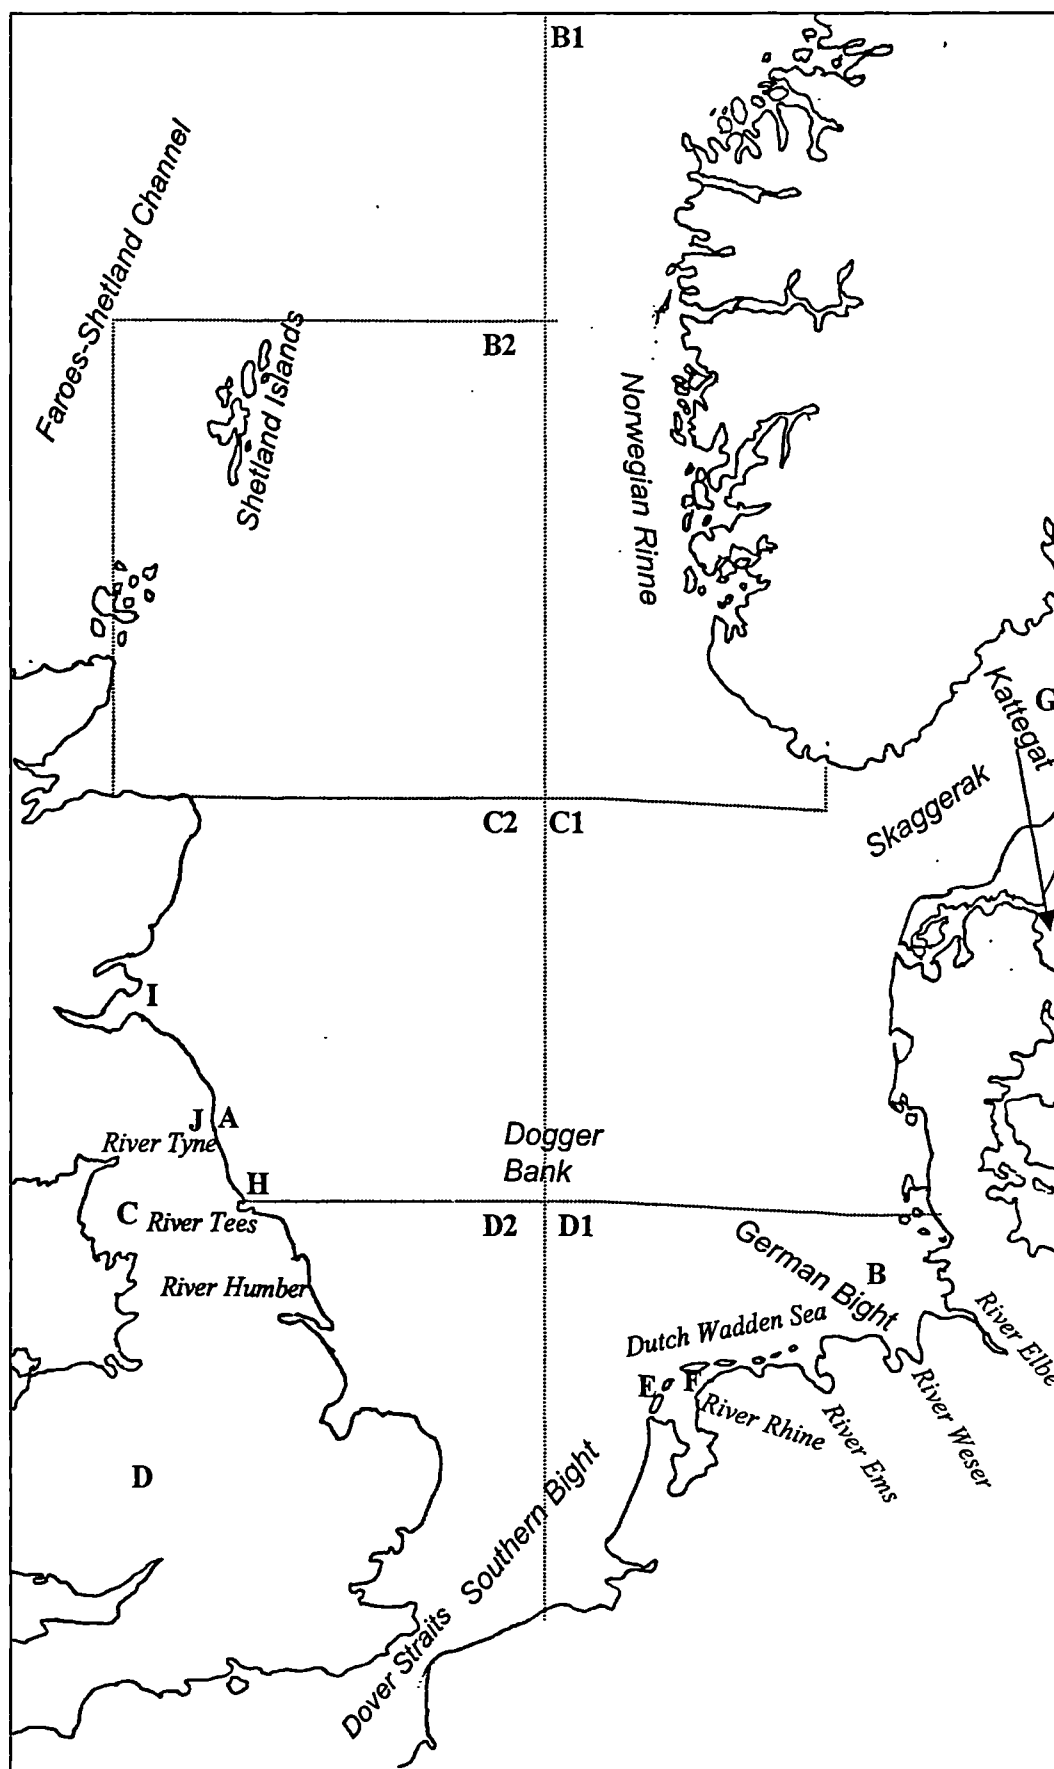 B1
Faroes-Shetland Channel
B2
Shetland Islands
Norwegian Rinne
Kattegat
G
C2
C1
Skaggerak
I
J
A
River Tyne
Dogger
Bank
H
C
River Tees
D2
D1
German Bight
B
River Humber
Dutch Wadden Sea
River Elbe
E
F
River Rhine
River Ems
River Weser
D
Southern Bight
Dover Straits